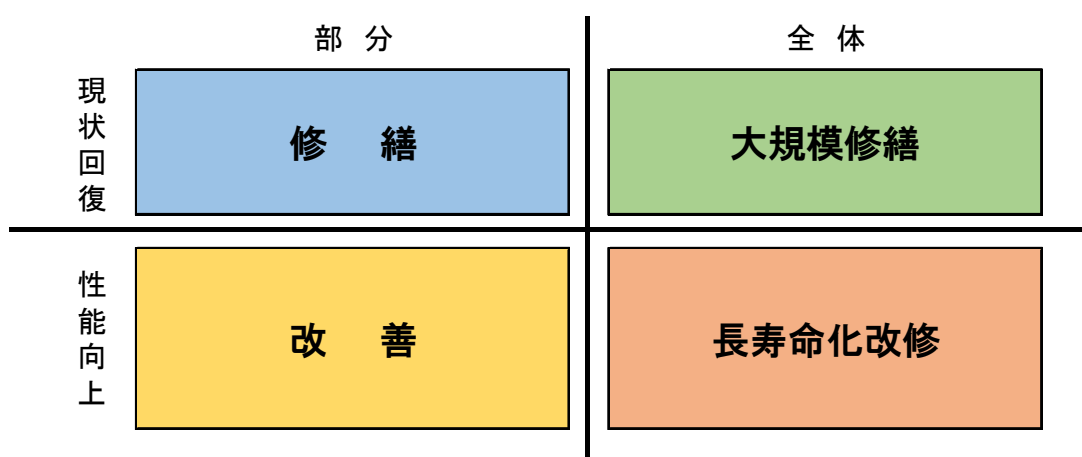 部 分
全 体
現状回復
修 繕
大規模修繕
性能向上
改 善
長寿命化改修